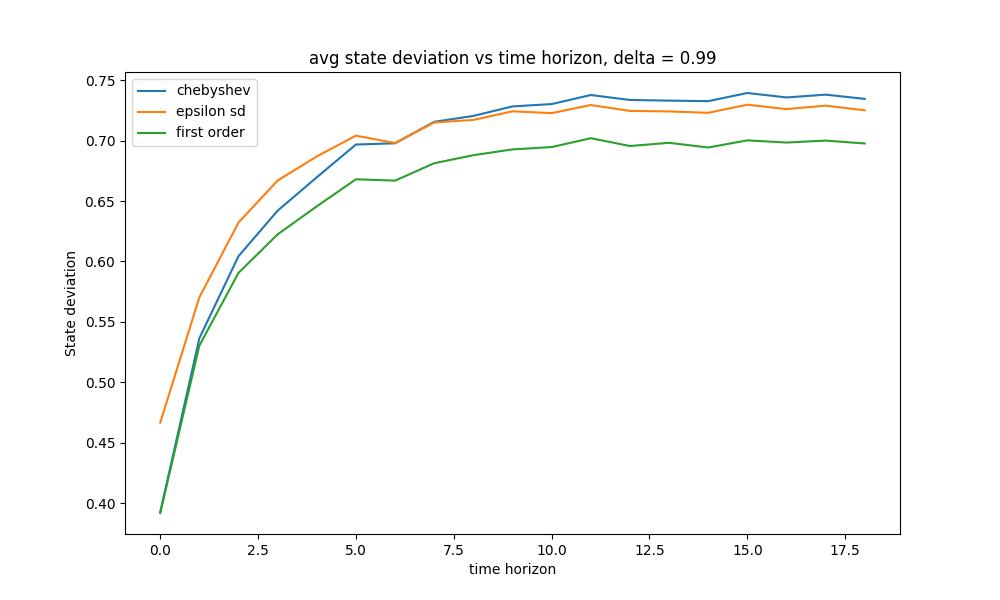 avg state deviation vs time horizon, delta = 0.99
chebyshev
epsilon sd
first order
0.75
0.70
0.65
0.60
0.55
0.50
0.45
0.40
State deviation
0.0 2.5 5.0 7.5 10.0 12.5 15.0 17.5
time horizon